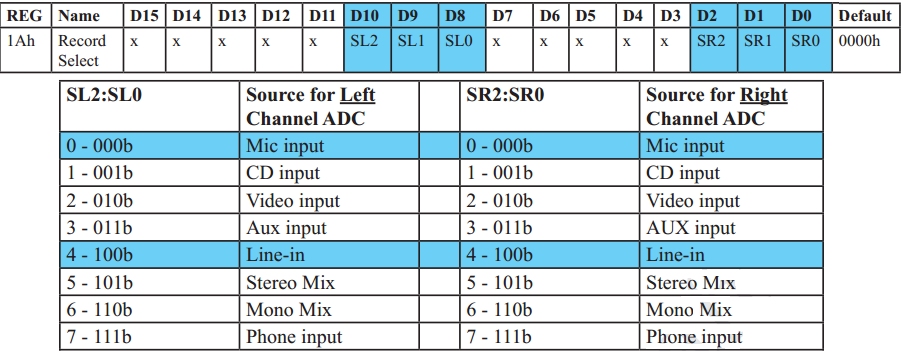 REG Name D15 D14 D13 D12 D11 D10 D9 D8 D7 D6 D5 D4 D3 D2 D1 D0 Default
1Ah Record x x x x x SL2 SL1 SL0 x x x x x SR2 SR1 SR0 0000h
Select
SL2:SL0 Source for Left SR2:SR0 Source for Right
Channel ADC Channel ADC
0 - 000b Mic input 0 - 000b Mic input
1 - 001b CD input 1 - 001b CD input
2 - 010b Video input 2 - 010b Video input
3 - 011b Aux input 3 - 011b AUX input
4 - 100b Line-in 4 - 100b Line-in
5 - 101b Stereo Mix 5 - 101b Stereo Mix
6 - 110b Mono Mix 6 - 110b Mono Mix
7 - 111b Phone input 7 - 111b Phone input